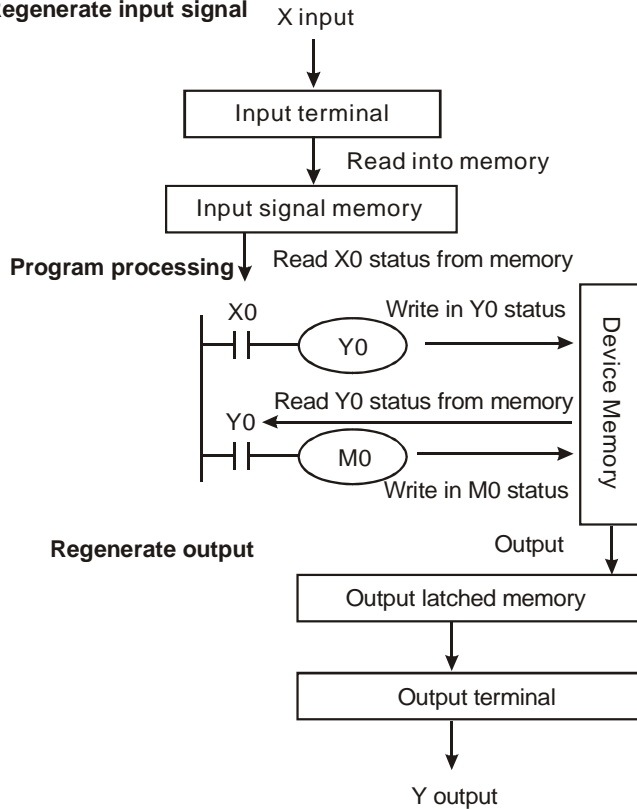 Regenerate input signal
X input
Input terminal
Read into memory
Input signal memory
Read X0 status from memory
Program processing
X0
Write in Y0 status
Y0
Device Memory
Read Y0 status from memory
Y0
M0
Write in M0 status
Regenerate output
Output
Output latched memory
Output terminal
Y output